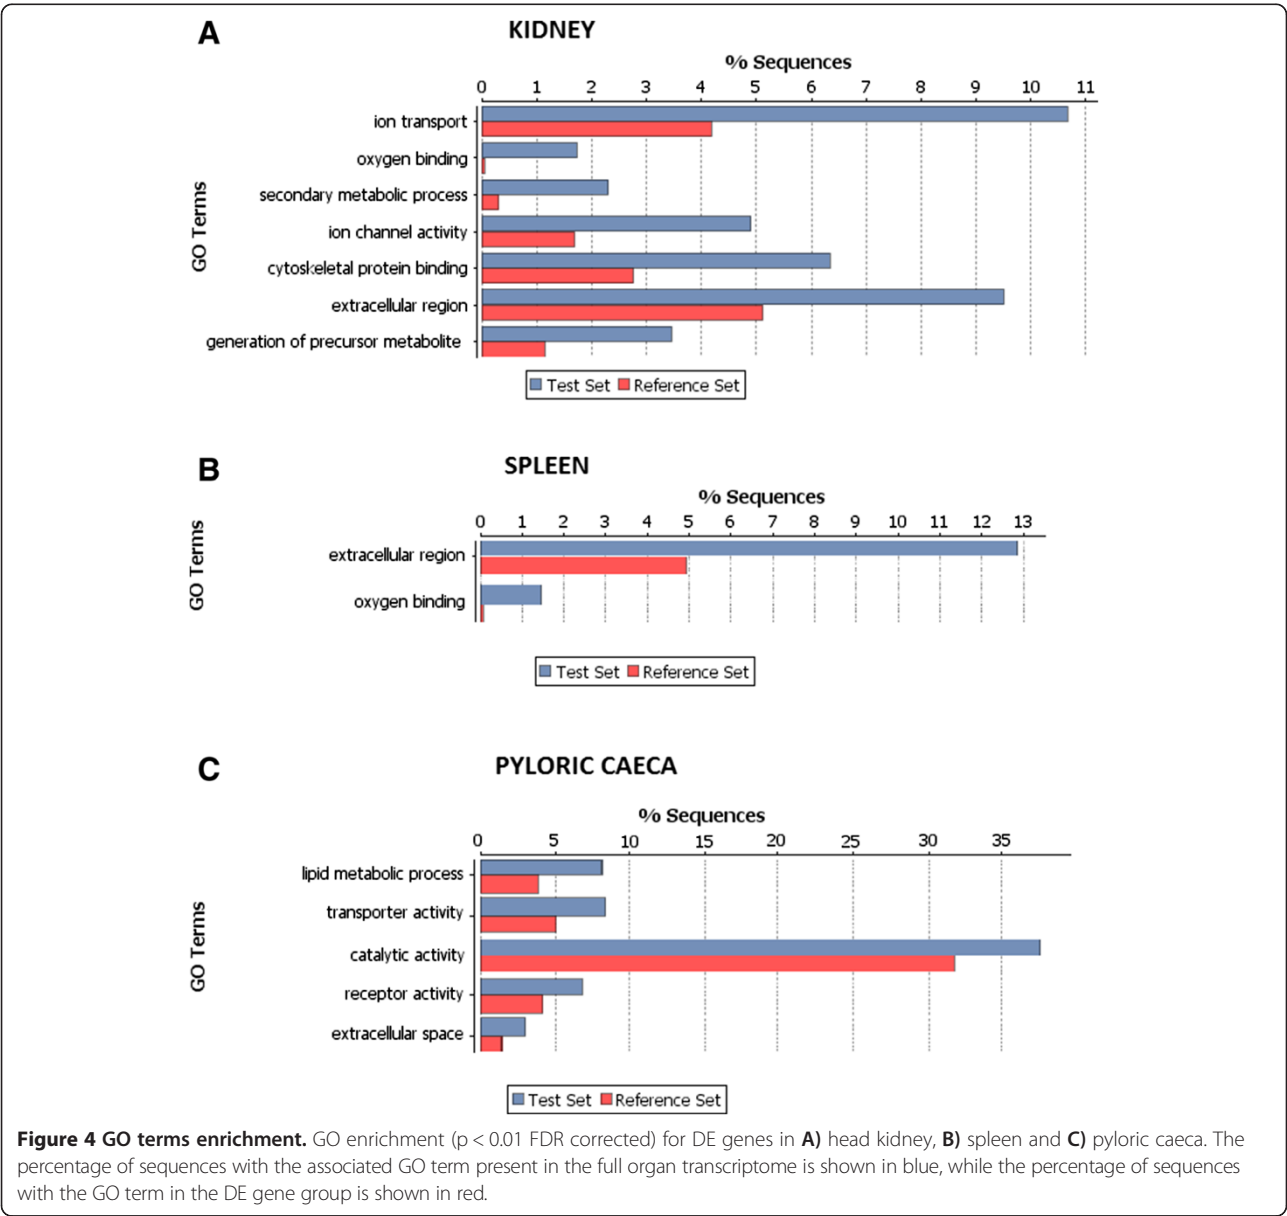 A
KIDNEY
% Sequences
0 1 2 3 4 5 6 7 8 9 10 11
GO Terms
ion transport
oxygen binding
secondary metabolic process
ion channel activity
cytoskeletal protein binding
extracellular region
generation of precursor metabolite
Test Set Reference Set
B
SPLEEN
% Sequences
0 1 2 3 4 5 6 7 8 9 10 11 12 13
GO Terms
extracellular region
oxygen binding
Test Set Reference Set
C
PYLORIC CAECA
% Sequences
0 5 10 15 20 25 30 35
GO Terms
lipid metabolic process
transporter activity
catalytic activity
receptor activity
extracellular space
Test Set Reference Set
Figure 4 GO terms enrichment. GO enrichment (p < 0.01 FDR corrected) for DE genes in A) head kidney, B) spleen and C) pyloric caeca. The
percentage of sequences with the associated GO term present in the full organ transcriptome is shown in blue, while the percentage of sequences
with the GO term in the DE gene group is shown in red.